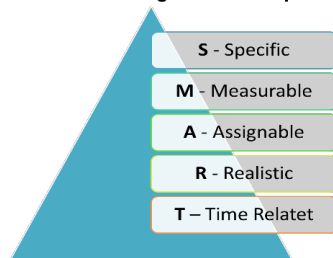 S - Specific
M - Measurable
A - Assignable
R - Realistic
T – Time Relatet